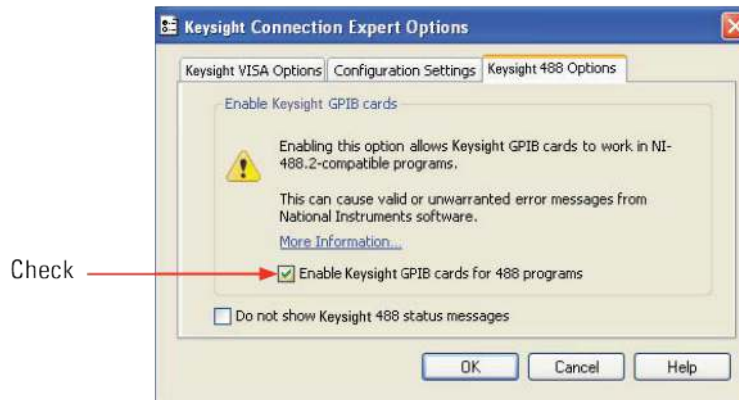 Keysight Connection Expert Options
Keysight VISA Options Configuration Settings Keysight 488 Options
Enable Keysight GPIB cards
Enabling this option allows Keysight GPIB cards to work in NI-
488.2-compatible programs.
This can cause valid or unwarranted error messages from
National Instruments software.
More Information...
Check
Enable Keysight GPIB cards for 488 programs
Do not show Keysight 488 status messages
OK Cancel Help